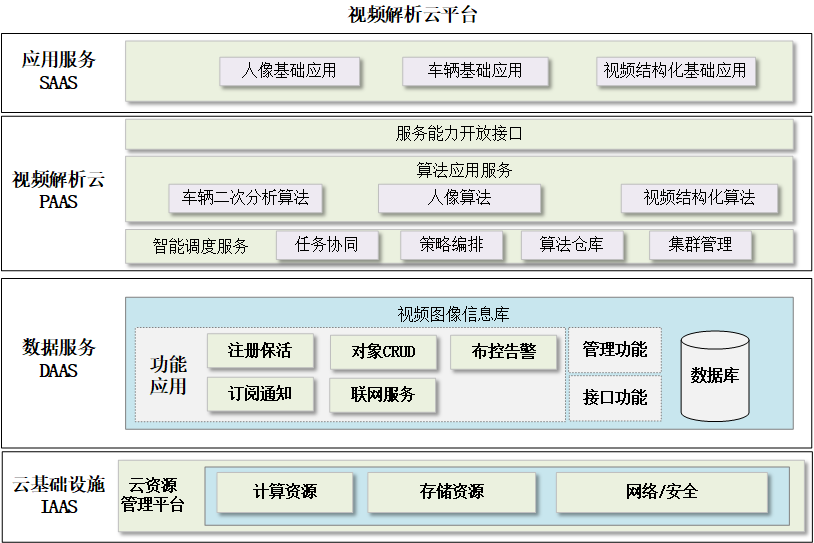 视频解析云平台
应用服务
SAAS
人像基础应用
车辆基础应用
视频结构化基础应用
视频解析云
PAAS
服务能力开放接口
算法应用服务
车辆二次分析算法
人像算法
视频结构化算法
智能调度服务
任务协同
策略编排
算法仓库
集群管理
数据服务
DAAS
视频图像信息库
功能
应用
注册保活
对象CRUD
布控告警
订阅通知
联网服务
管理功能
接口功能
数据库
云基础设施
IAAS
云资源
管理平台
计算资源
存储资源
网络/安全